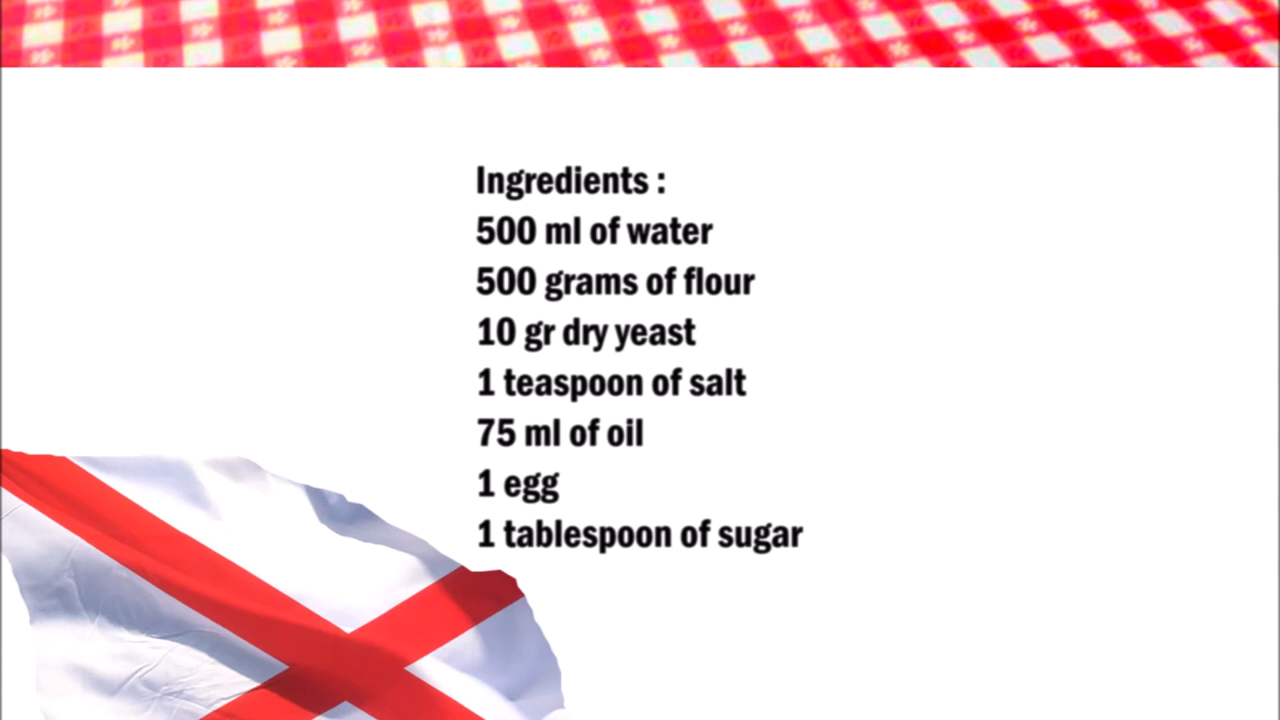 Ingredients :
500 ml of water
500 grams of flour
10 gr dry yeast
1 teaspoon of salt
75 ml of oil
1 egg
1 tablespoon of sugar